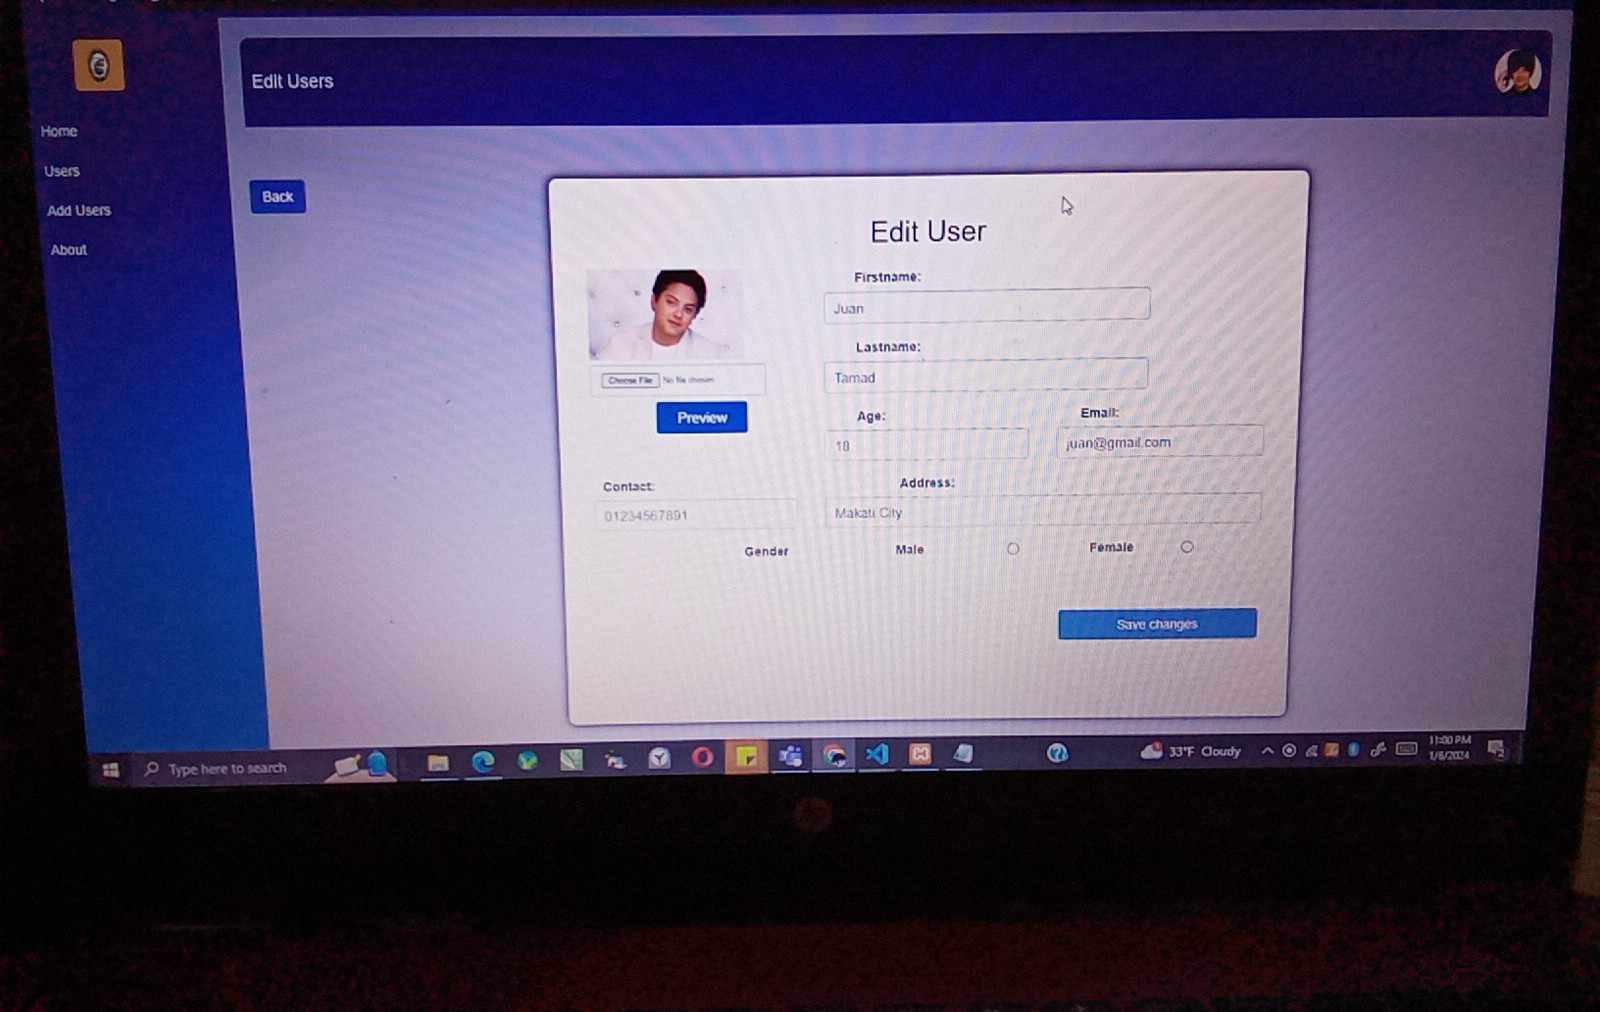 Edit Users
Home
Users
Add Users
About
Back
Edit User
Firstname:
Juan
Lastname:
Tamad
Choose File No file chosen
Preview
Age:
18
Email:
juan@gmail.com
Contact:
01234567891
Address:
Makati City
Gender Male Female
Save changes
Type here to search
33°F Cloudy
11:00 PM
1/6/2024